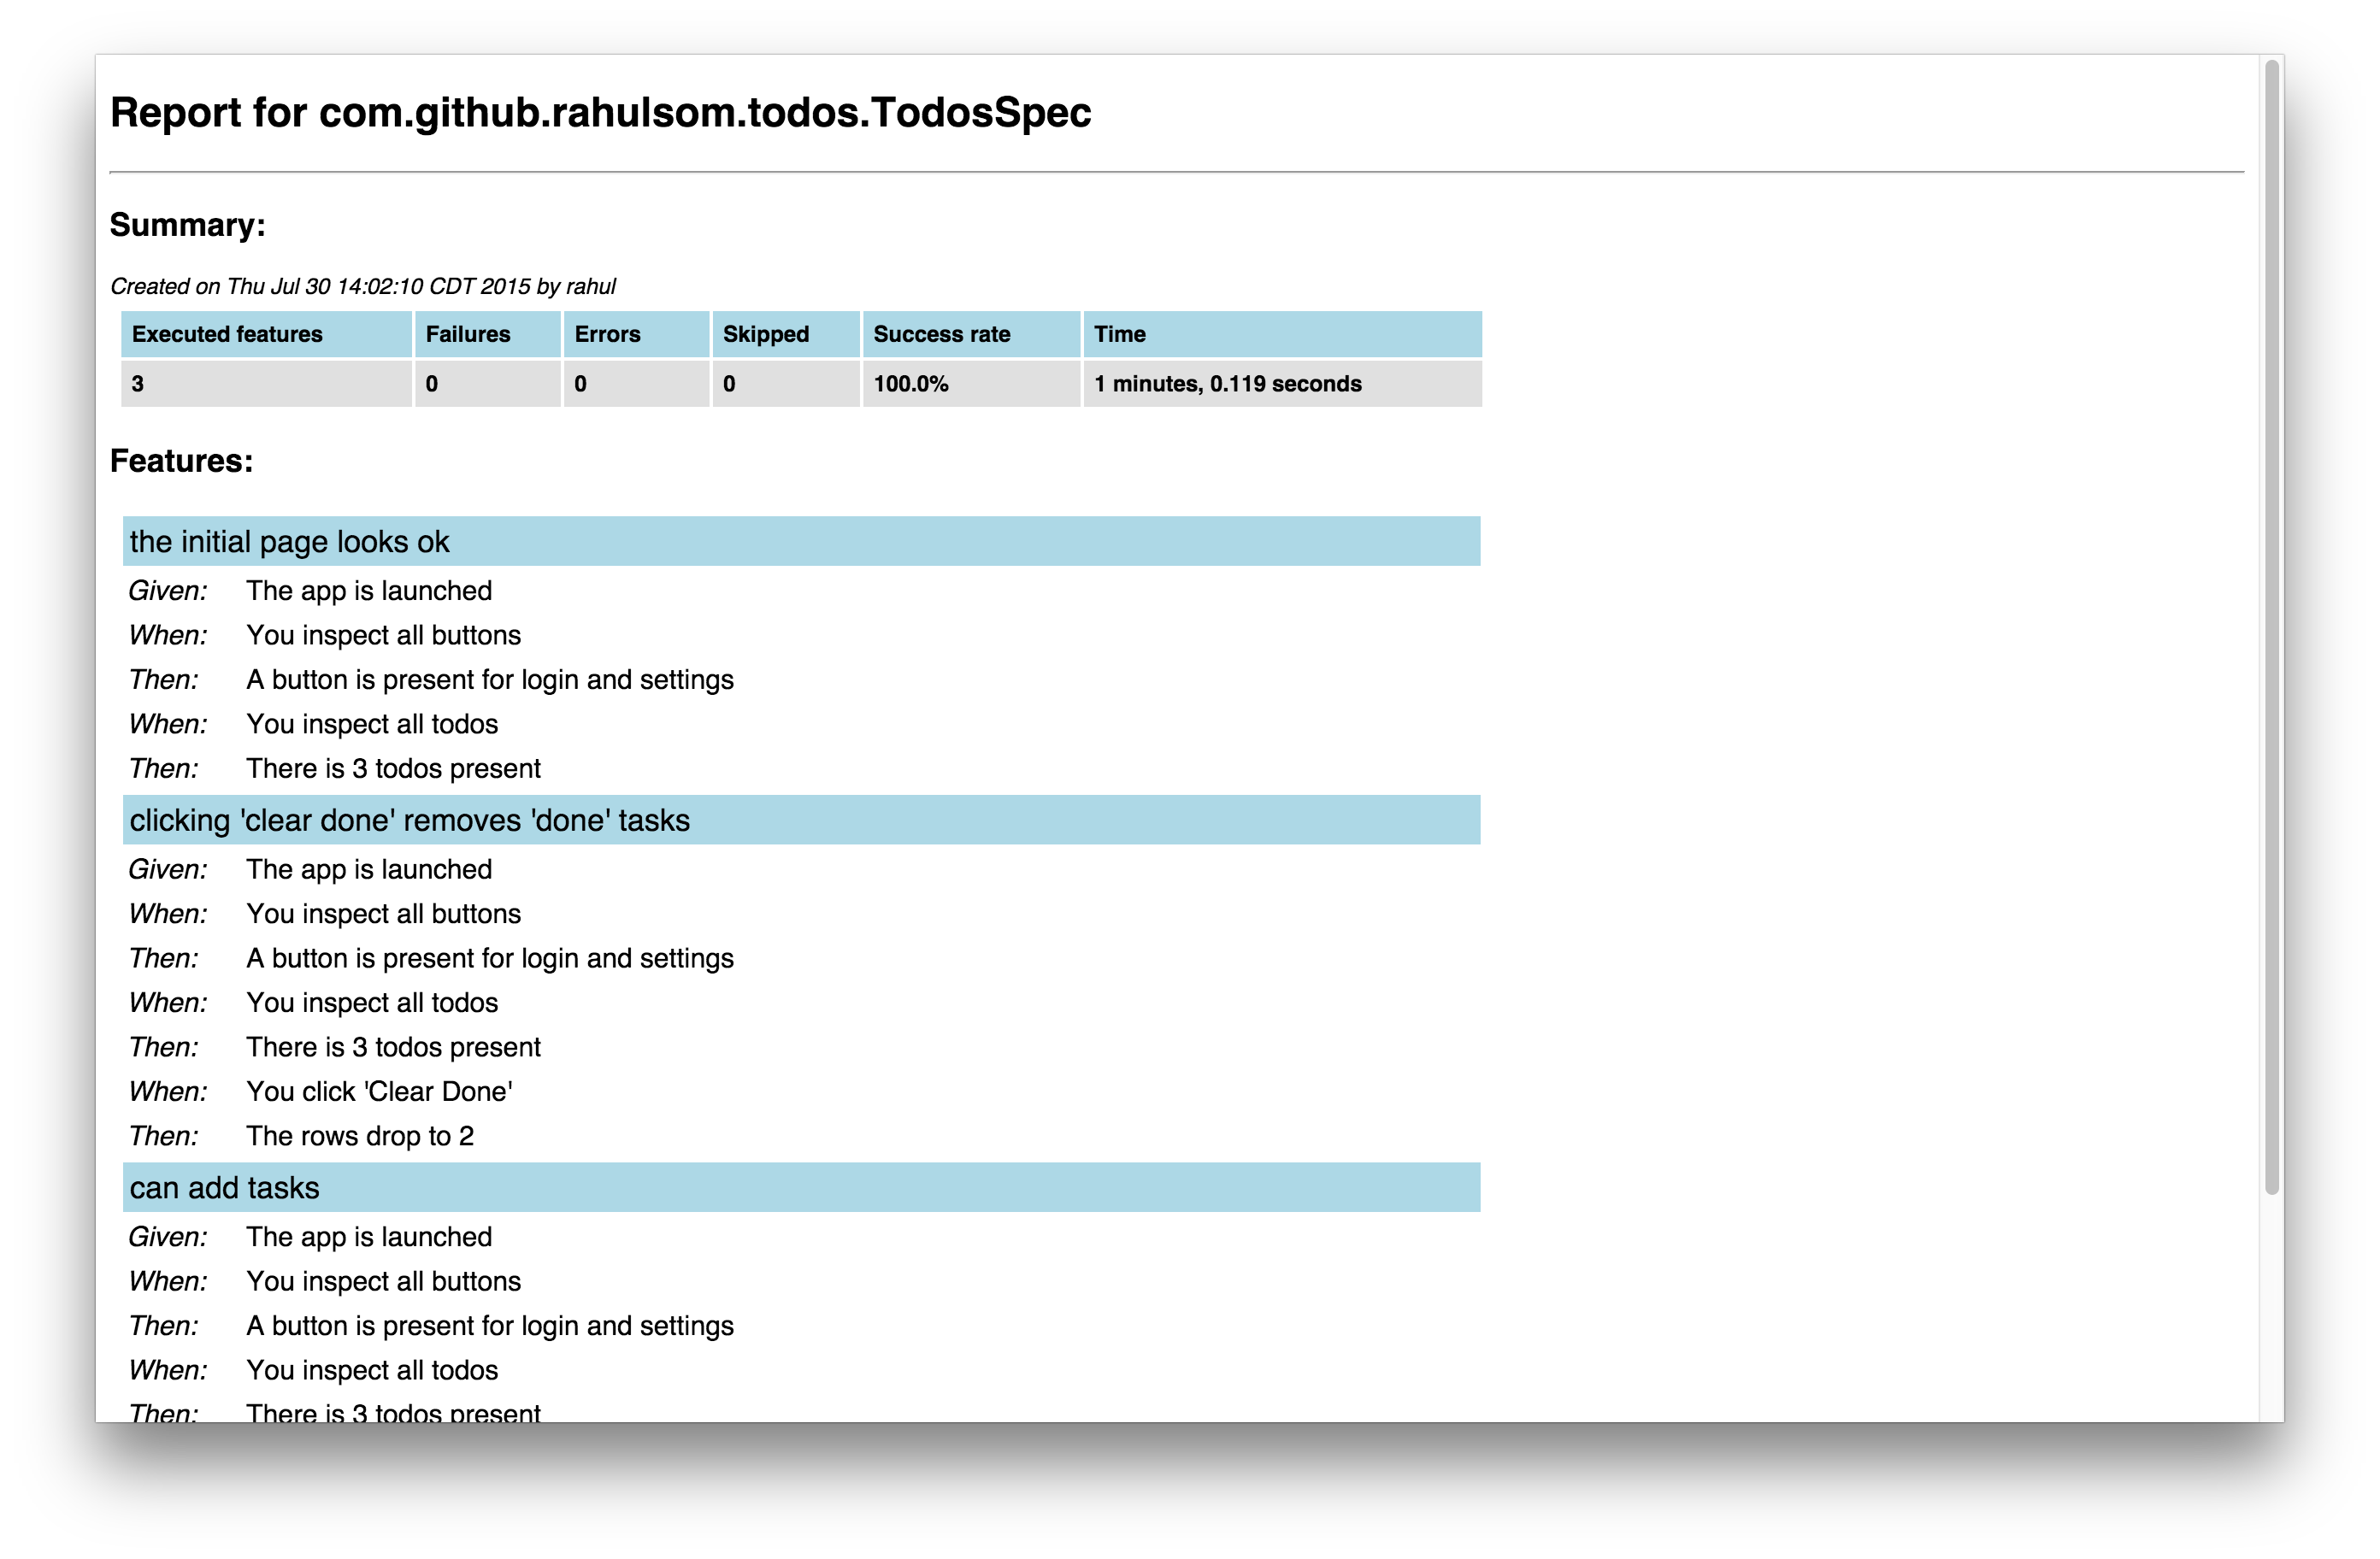 Report for com.github.rahulsom.todos.TodosSpec
Summary:
Created on Thu Jul 30 14:02:10 CDT 2015 by rahul
Executed features Failures Errors Skipped Success rate Time
3 0 0 0 100.0% 1 minutes, 0.119 seconds
Features:
the initial page looks ok
Given: The app is launched
When: You inspect all buttons
Then: A button is present for login and settings
When: You inspect all todos
Then: There is 3 todos present
clicking 'clear done' removes 'done' tasks
Given: The app is launched
When: You inspect all buttons
Then: A button is present for login and settings
When: You inspect all todos
Then: There is 3 todos present
When: You click 'Clear Done'
Then: The rows drop to 2
can add tasks
Given: The app is launched
When: You inspect all buttons
Then: A button is present for login and settings
When: You inspect all todos
Then: There is 3 todos present